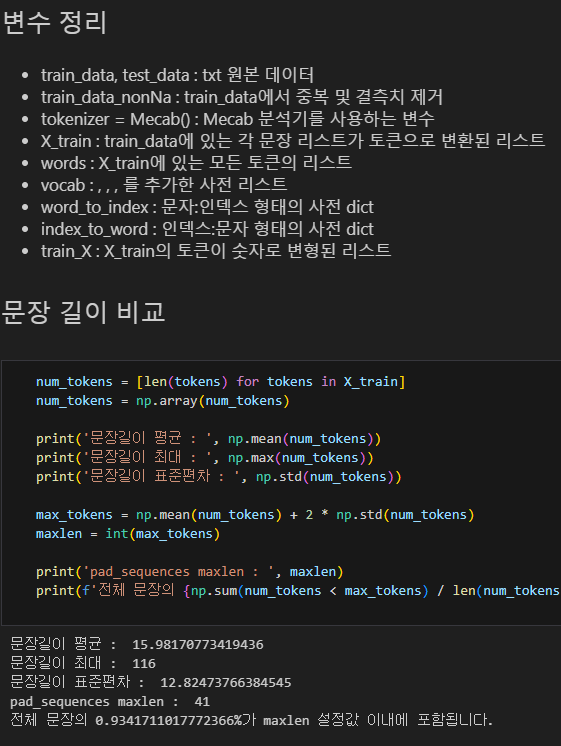 변수 정리
train_data, test_data : txt 원본 데이터
train_data_nonNa : train_data에서 중복 및 결측치 제거
tokenizer = Mecab() : Mecab 분석기를 사용하는 변수
X_train : train_data에 있는 각 문장 리스트가 토큰으로 변환된 리스트
words : X_train에 있는 모든 토큰의 리스트
vocab : , , , 를 추가한 사전 리스트
word_to_index : 문자:인덱스 형태의 사전 dict
index_to_word : 인덱스:문자 형태의 사전 dict
train_X : X_train의 토큰이 숫자로 변형된 리스트
문장 길이 비교
num_tokens = [len(tokens) for tokens in X_train]
num_tokens = np.array(num_tokens)
print('문장길이 평균 : ', np.mean(num_tokens))
print('문장길이 최대 : ', np.max(num_tokens))
print('문장길이 표준편차 : ', np.std(num_tokens))
max_tokens = np.mean(num_tokens) + 2 * np.std(num_tokens)
maxlen = int(max_tokens)
print('pad_sequences maxlen : ', maxlen)
print(f'전체 문장의 {np.sum(num_tokens < max_tokens) / len(num_tokens
문장길이 평균 :  15.98170773419436
문장길이 최대 :  116
문장길이 표준편차 :  12.82473766384545
pad_sequences maxlen :  41
전체 문장의 0.9341711017772366%가 maxlen 설정값 이내에 포함됩니다.